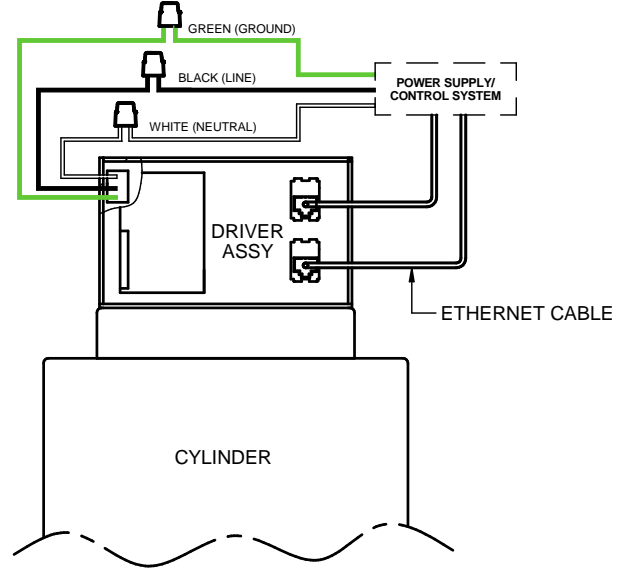 GREEN (GROUND)
BLACK (LINE)
POWER SUPPLY/
CONTROL SYSTEM
WHITE (NEUTRAL)
DRIVER
ASSY
ETHERNET CABLE
CYLINDER